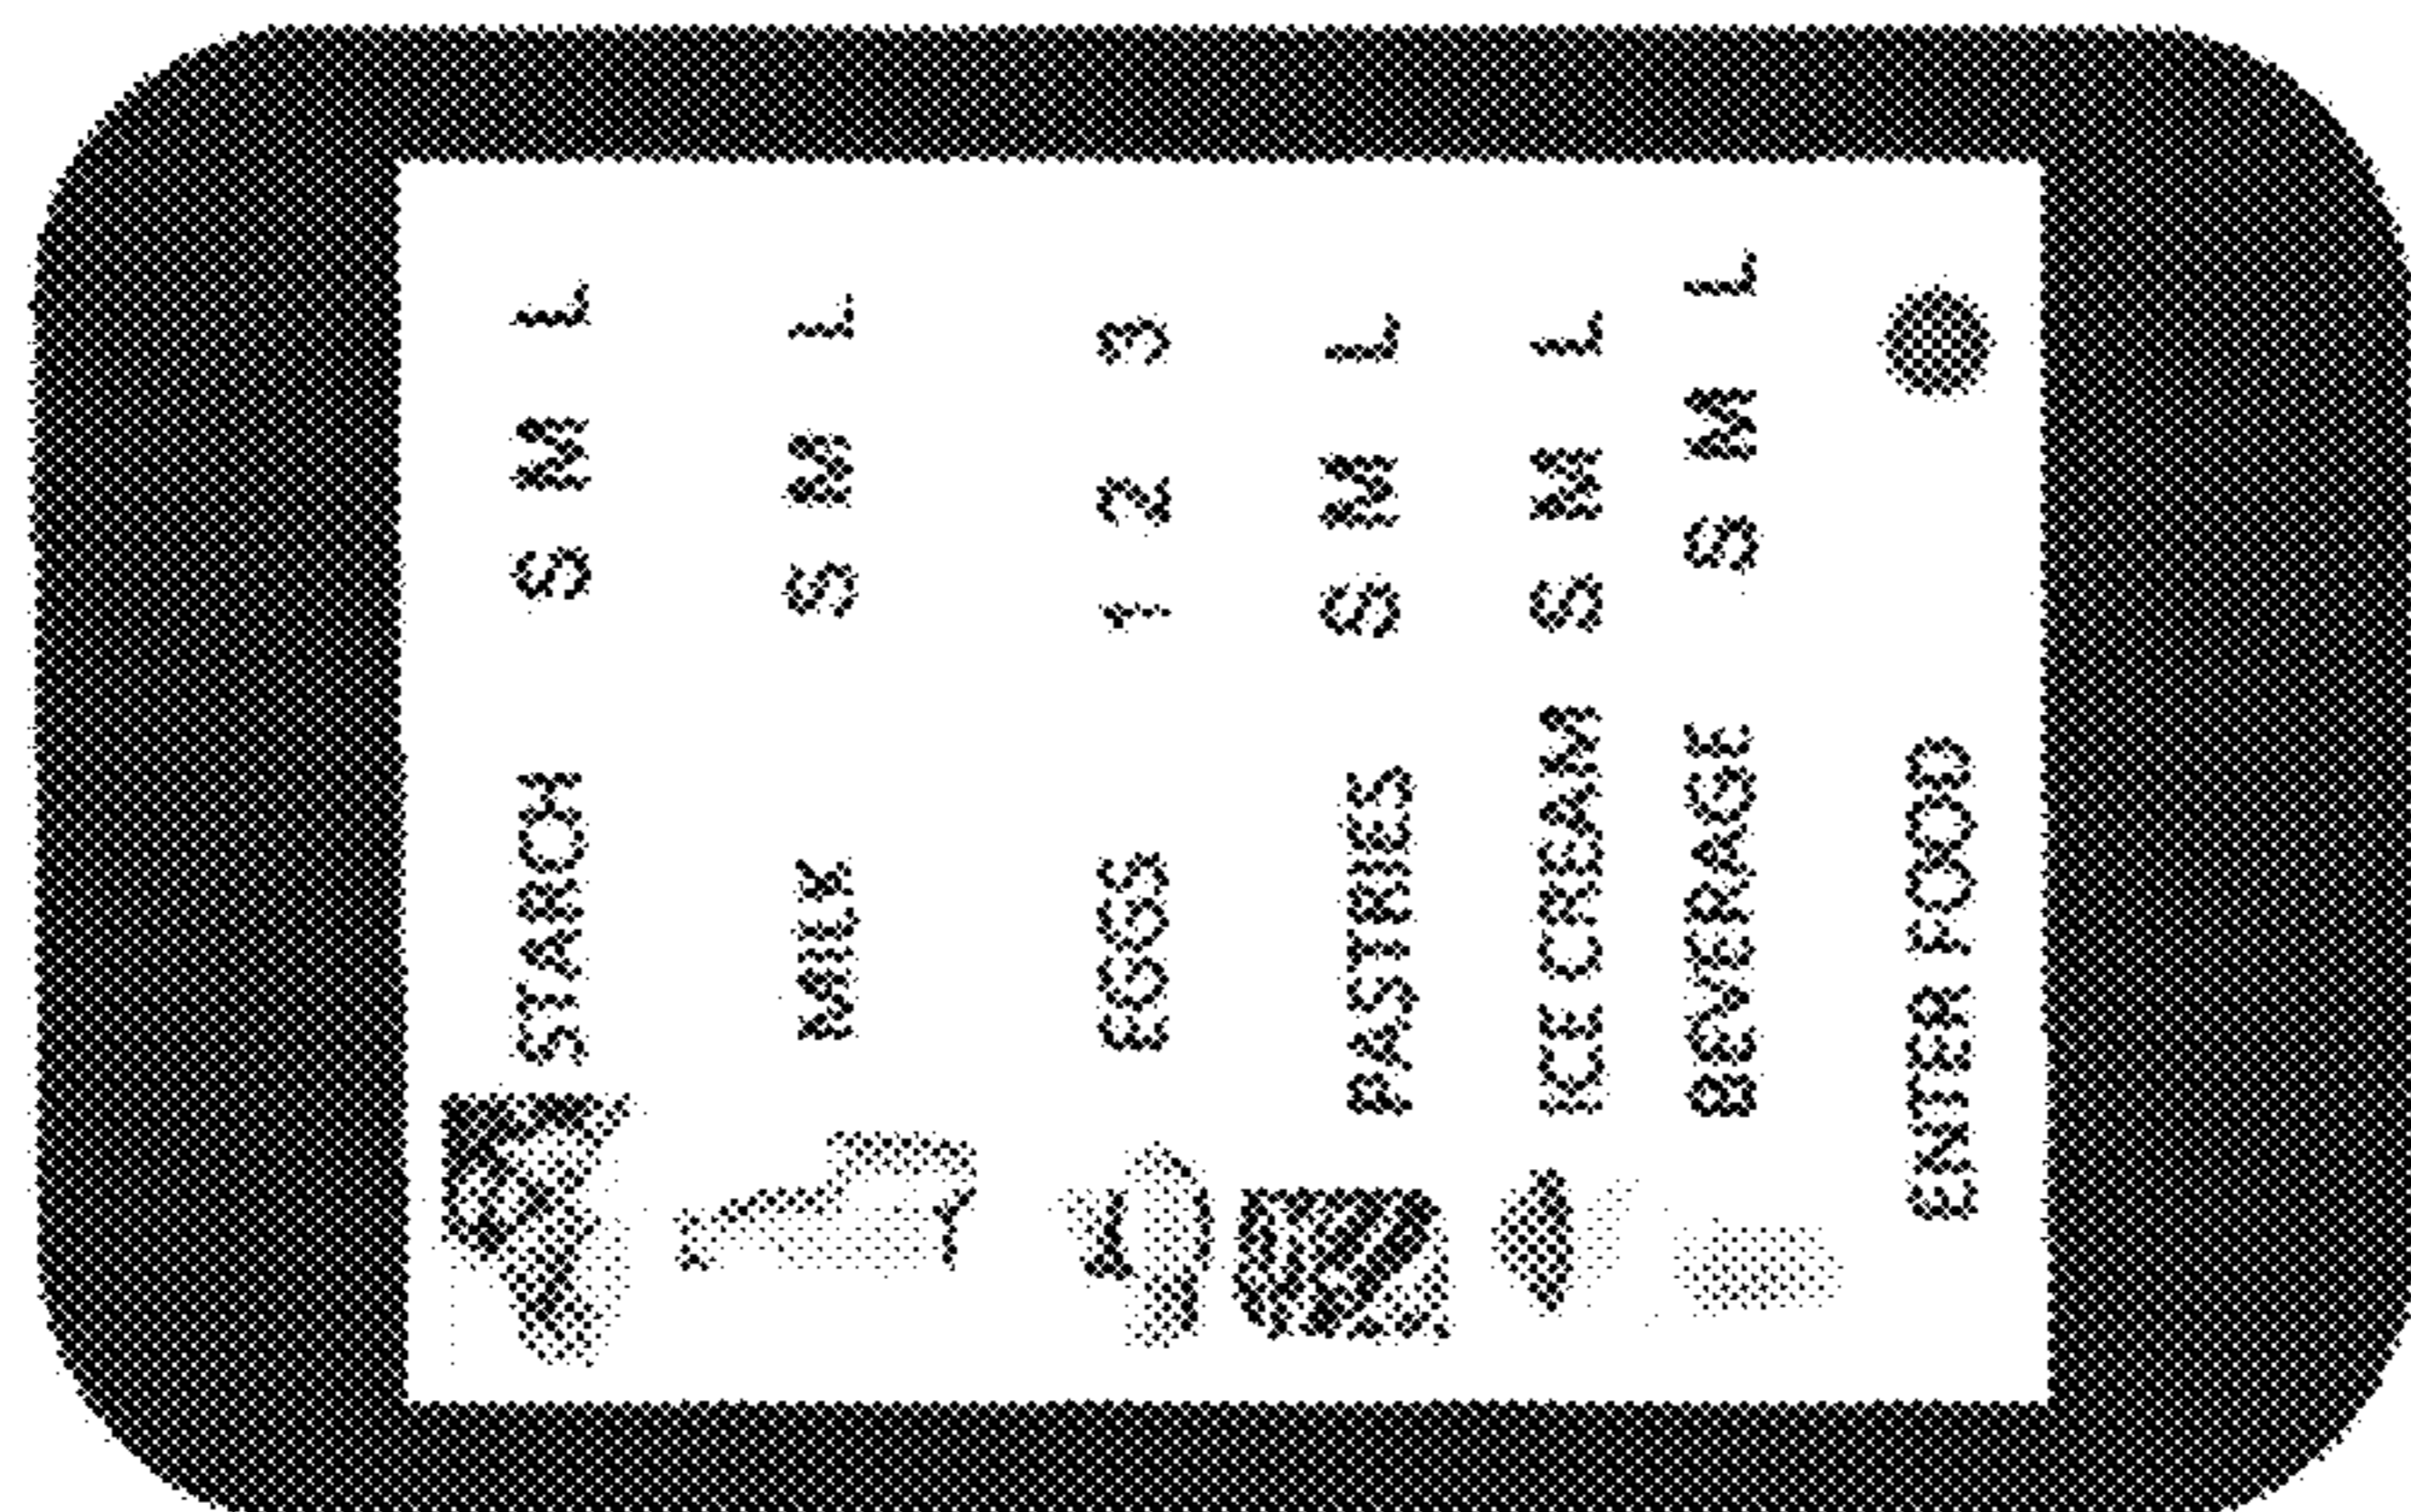 STARCH S M L
MILK S M L
EGGS 1 2 3
PASTRIES S M L
ICE CREAM S M L
BEVERAGE S M L
ENTER FOOD